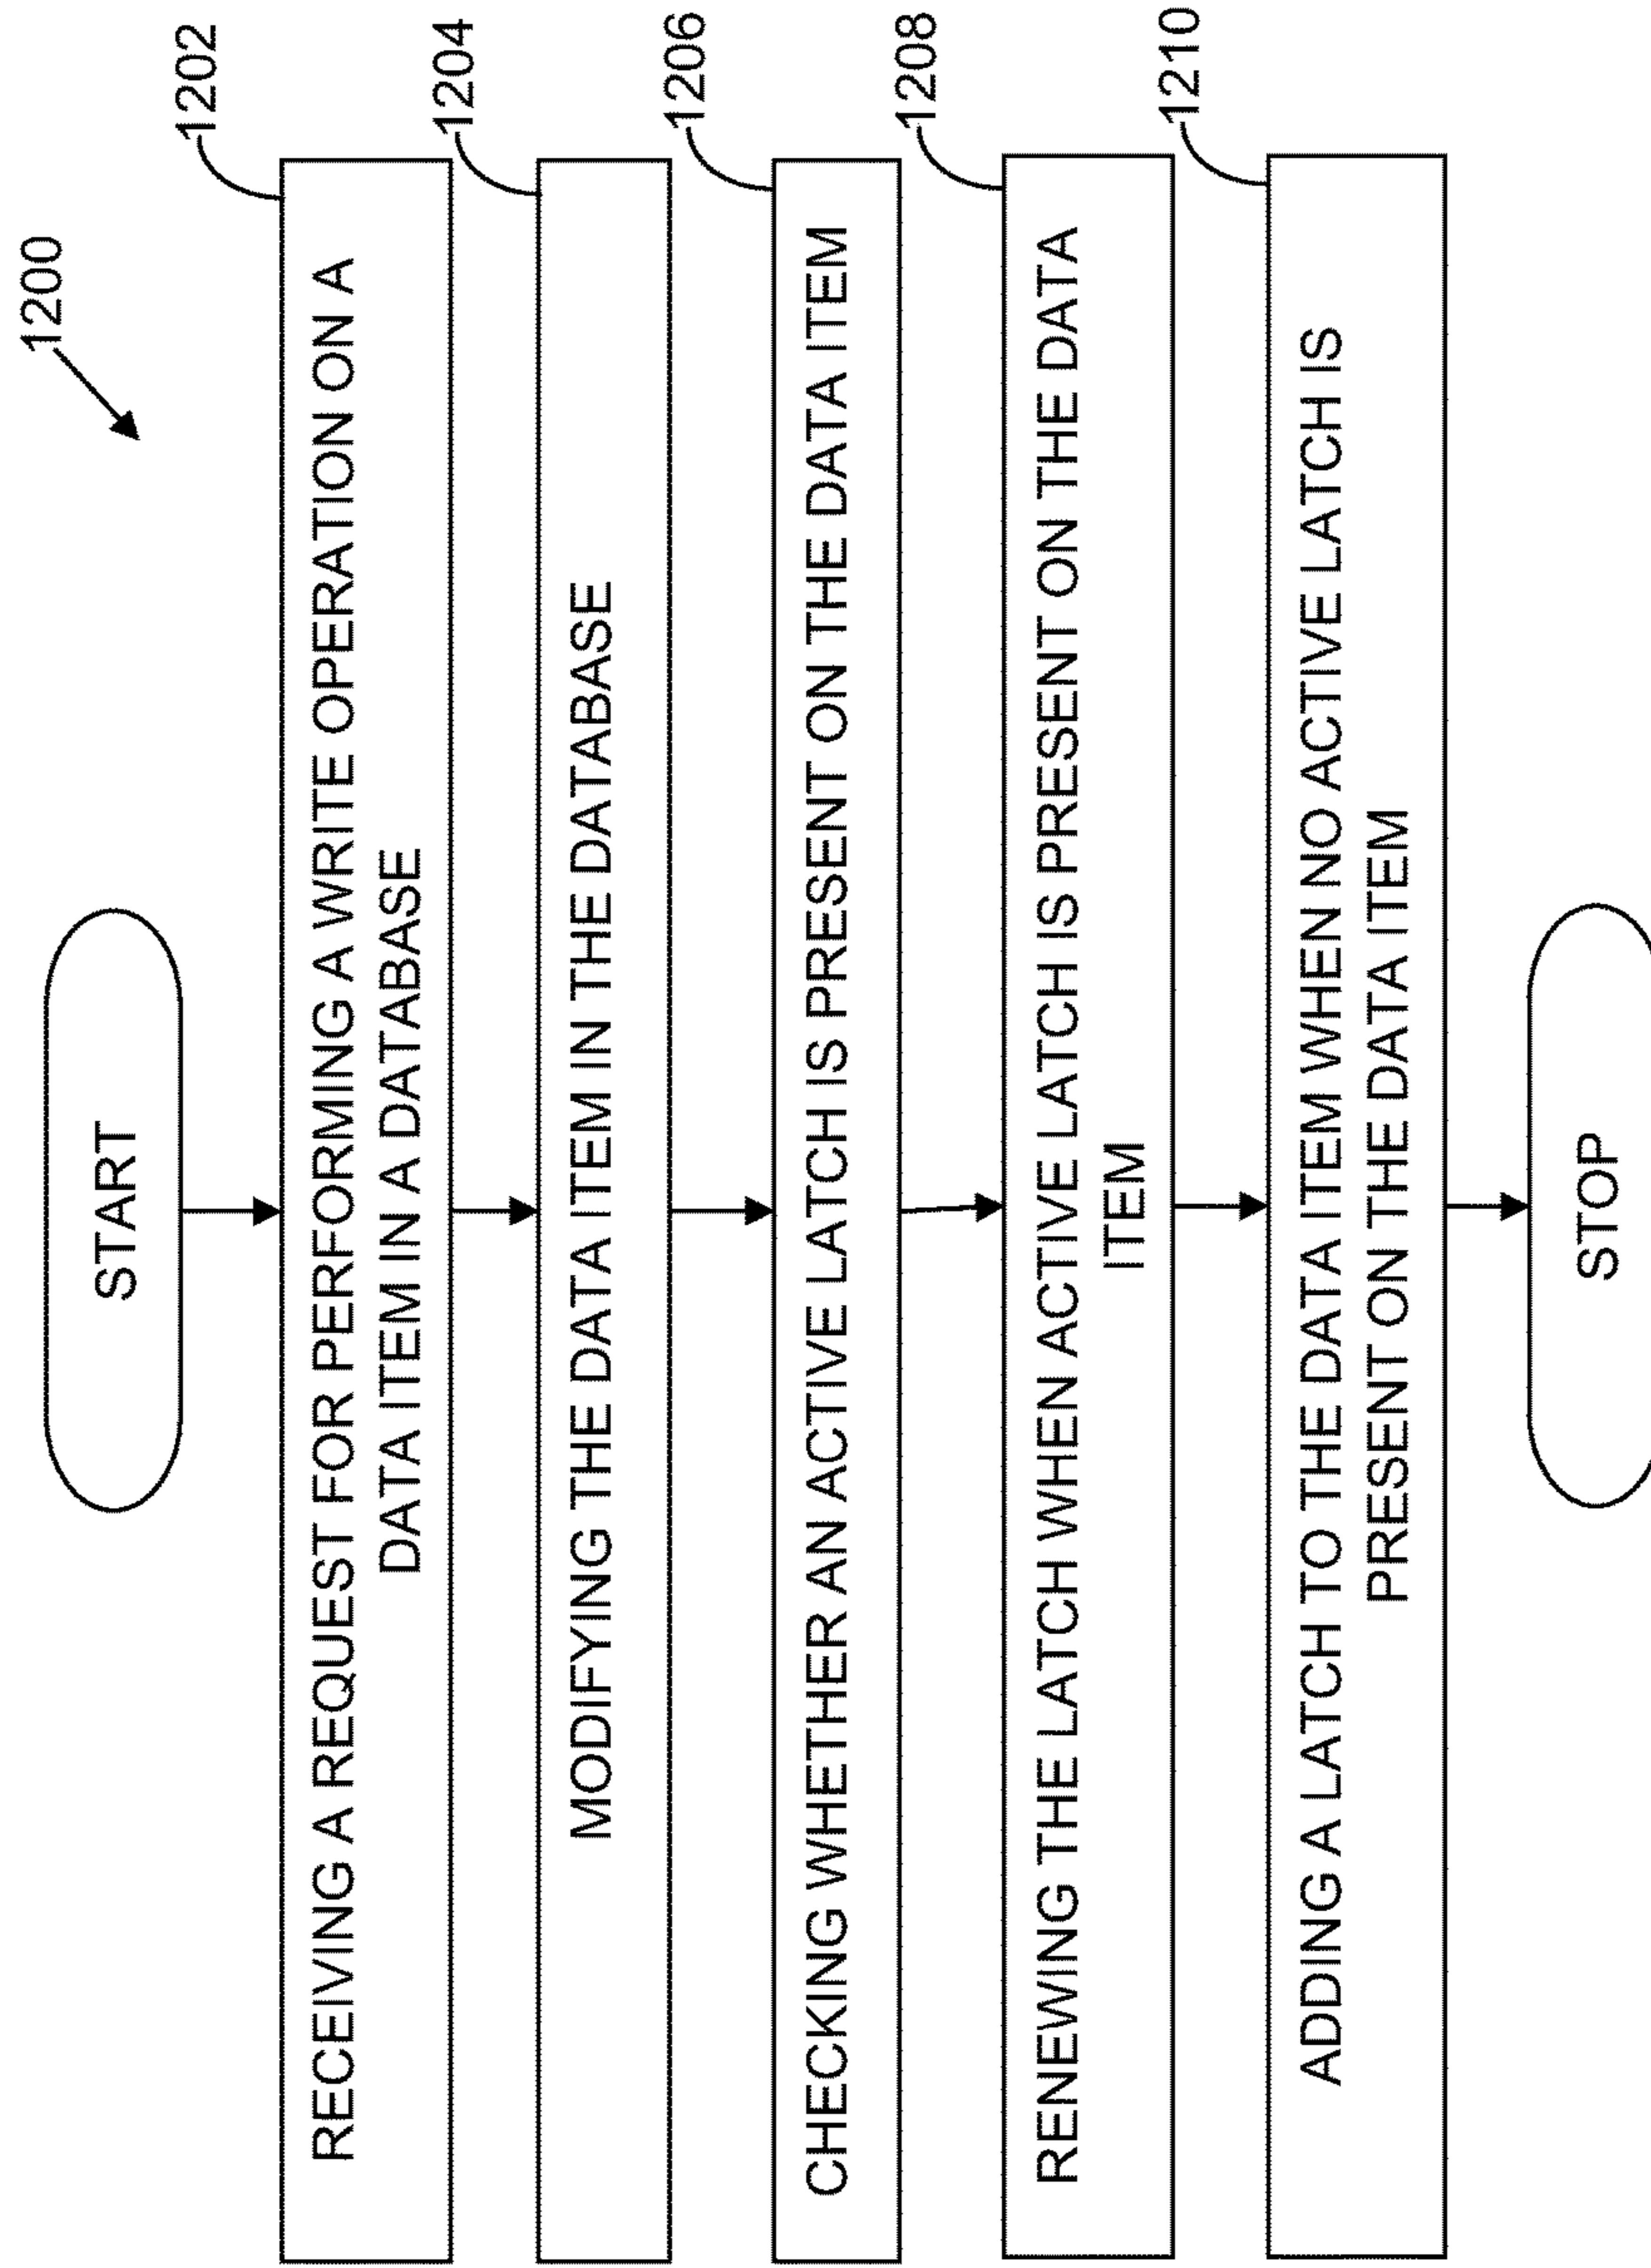 1200
START
1202
RECEIVING A REQUEST FOR PERFORMING A WRITE OPERATION ON A
DATA ITEM IN A DATABASE
1204
MODIFYING THE DATA ITEM IN THE DATABASE
1206
CHECKING WHETHER AN ACTIVE LATCH IS PRESENT ON THE DATA ITEM
1208
RENEWING THE LATCH WHEN ACTIVE LATCH IS PRESENT ON THE DATA
ITEM
1210
ADDING A LATCH TO THE DATA ITEM WHEN NO ACTIVE LATCH IS
PRESENT ON THE DATA ITEM
STOP